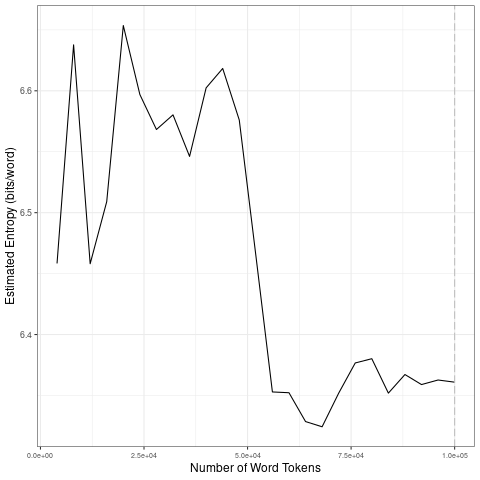 Estimated Entropy (bits/word)
6.6
6.5
6.4
0.0e+00 2.5e+04 5.0e+04 7.5e+04 1.0e+05
Number of Word Tokens